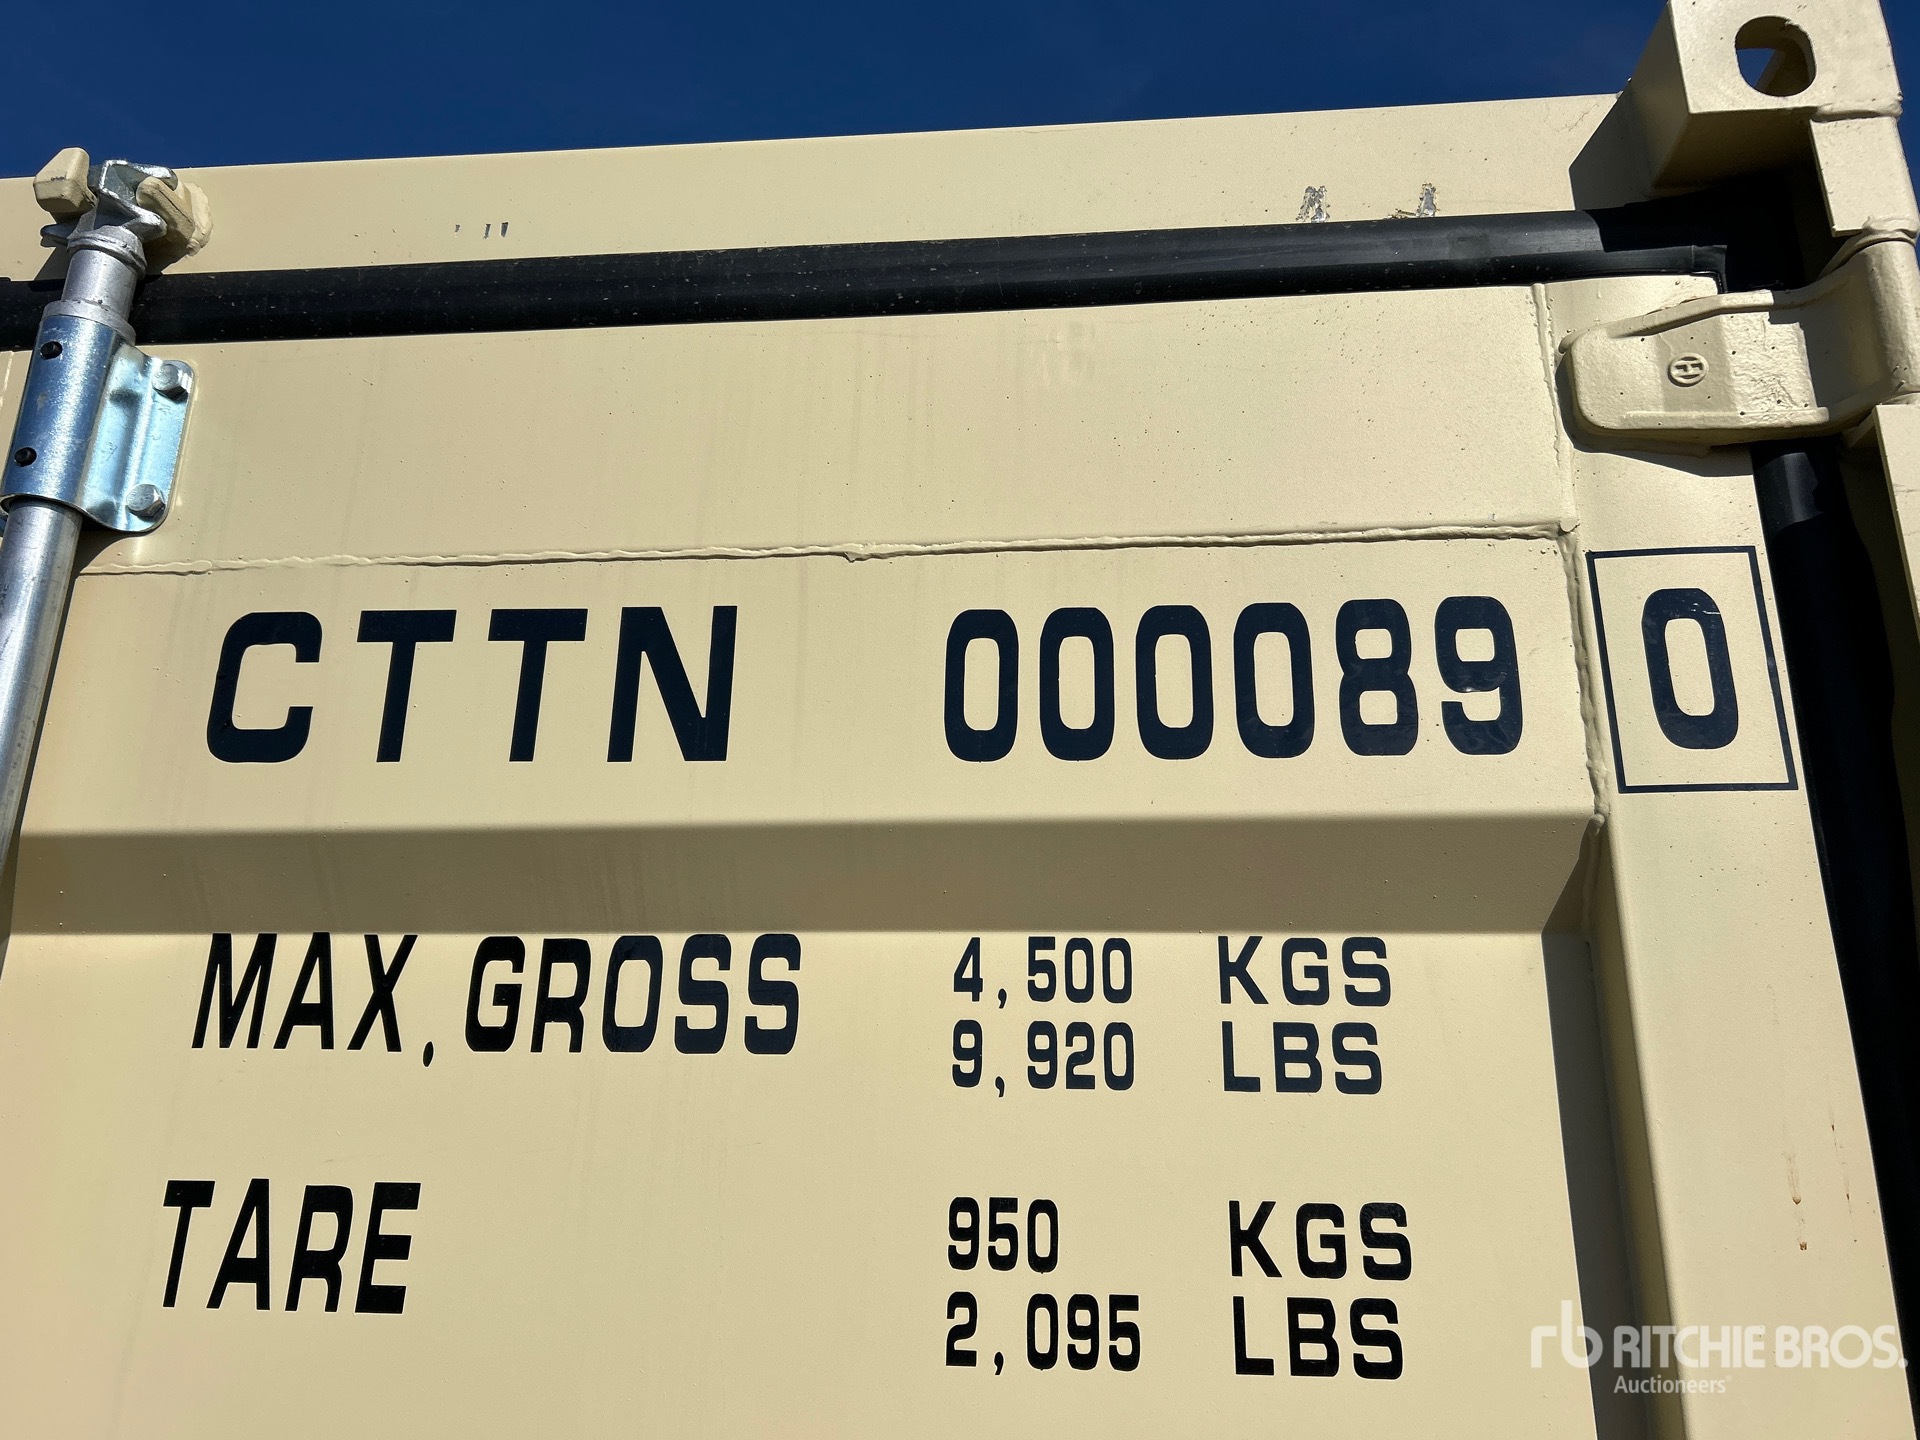 CTTN 000089 0
MAX.GROSS 4,500 KGS
9,920 LBS
TARE 950 KGS
2,095 LBS
H
rb RITCHIE BROS.
Auctioneers